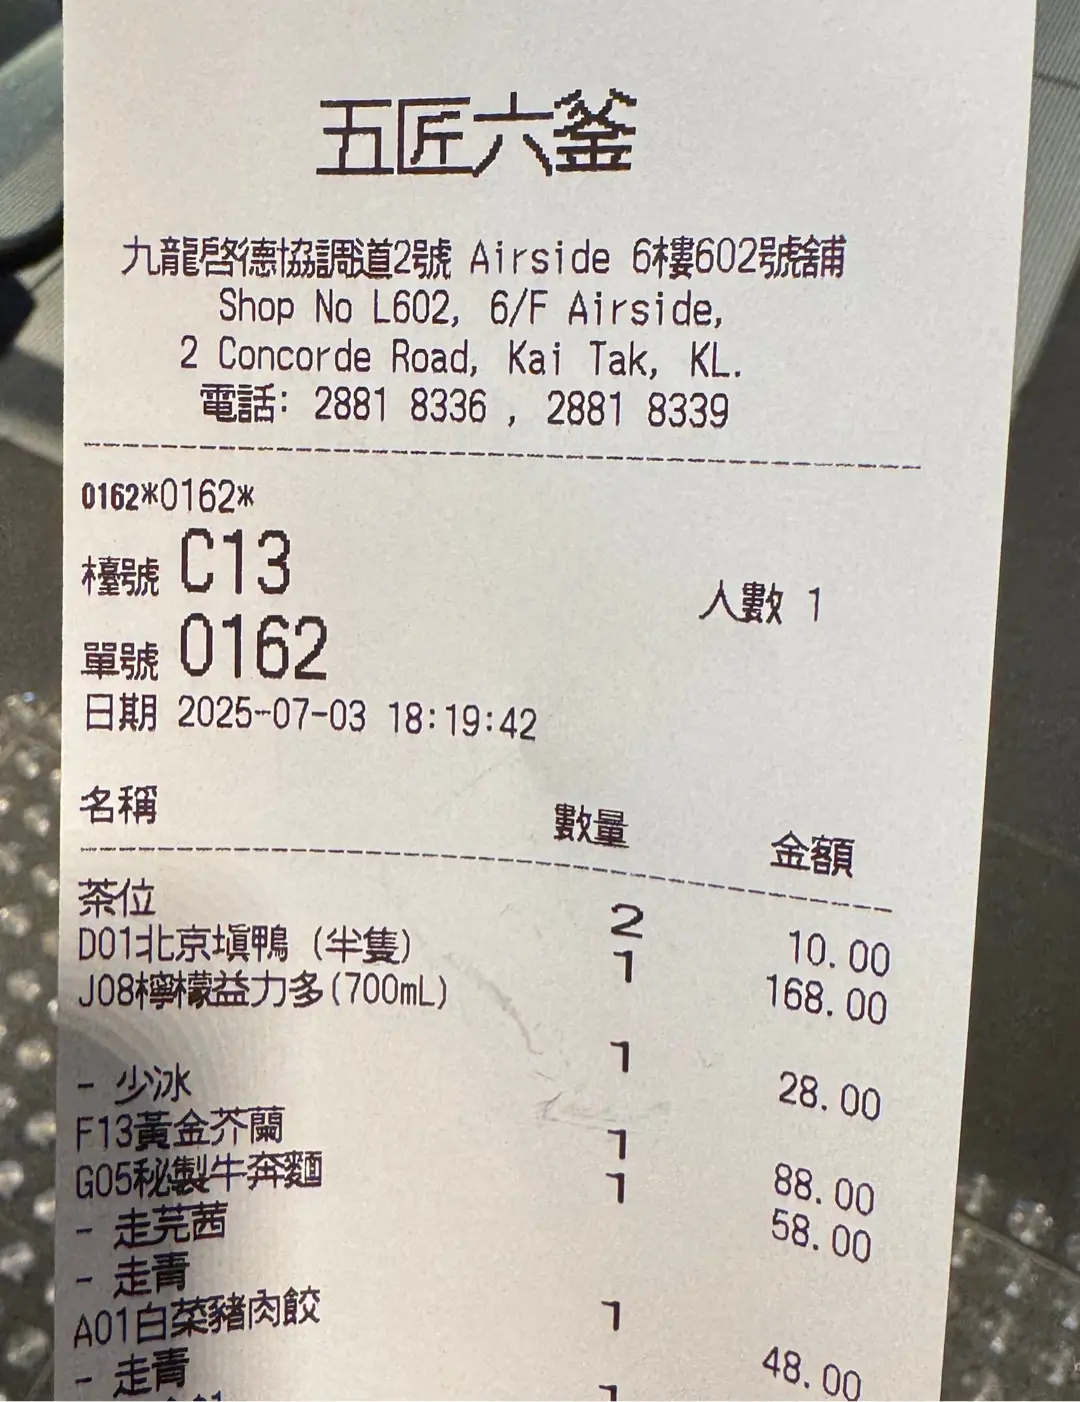 五匠六釜
九龍啓德協調道2號 Airside 6樓602號舖
Shop No L602, 6/F Airside,
2 Concorde Road, Kai Tak, KL.
電話: 2881 8336 , 2881 8339
0162*0162*
檯號 C13 人數 1
單號 0162
日期 2025-07-03 18:19:42
名稱 數量 金額
茶位 2 10.00
D01北京塡鴨 (半隻) 1 168.00
J08檸檬益力多(700mL)
1 28.00
- 少冰
F13黃金芥蘭 1 88.00
G05秘製牛奔麵 1 58.00
- 走芫茜
- 走青
A01白菜豬肉餃 1 48.00
- 走青
1